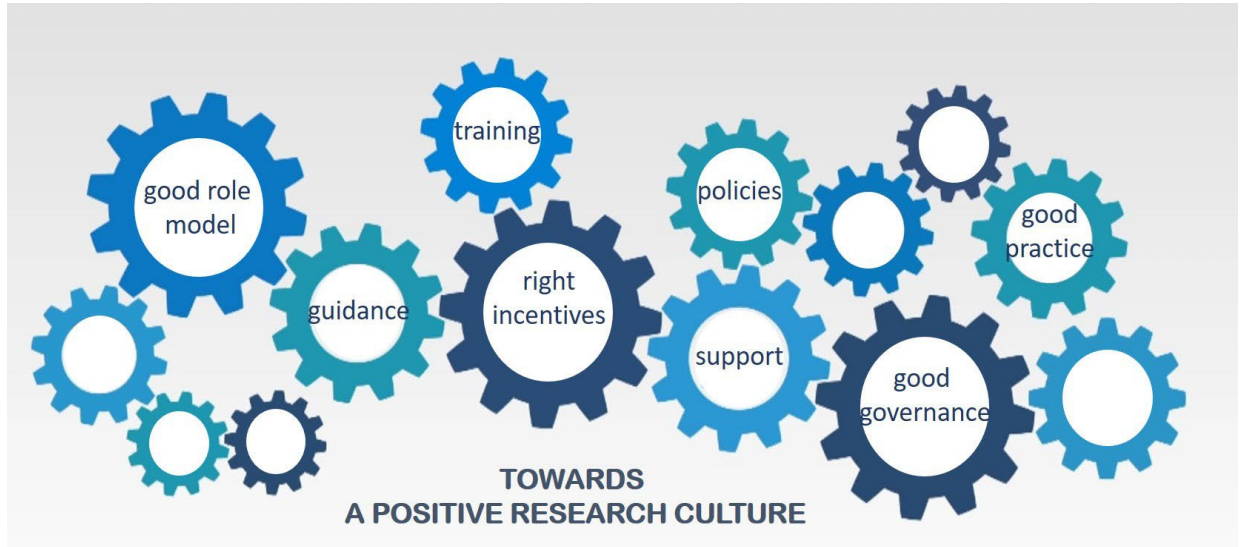 good role
model
training
guidance
right
incentives
policies
support
good
practice
good
governance
TOWARDS
A POSITIVE RESEARCH CULTURE